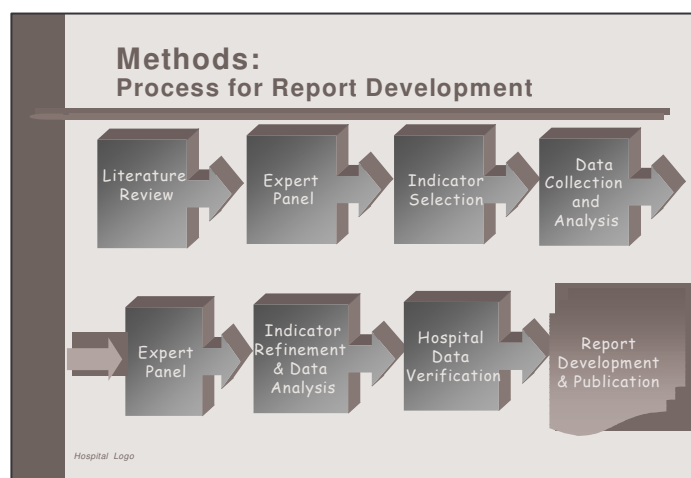 Methods:
Process for Report Development
Literature
Review
Expert
Panel
Indicator
Selection
Data
Collection
and
Analysis
Expert
Panel
Indicator
Refinement
& Data
Analysis
Hospital
Data
Verification
Report
Development
& Publication
Hospital Logo